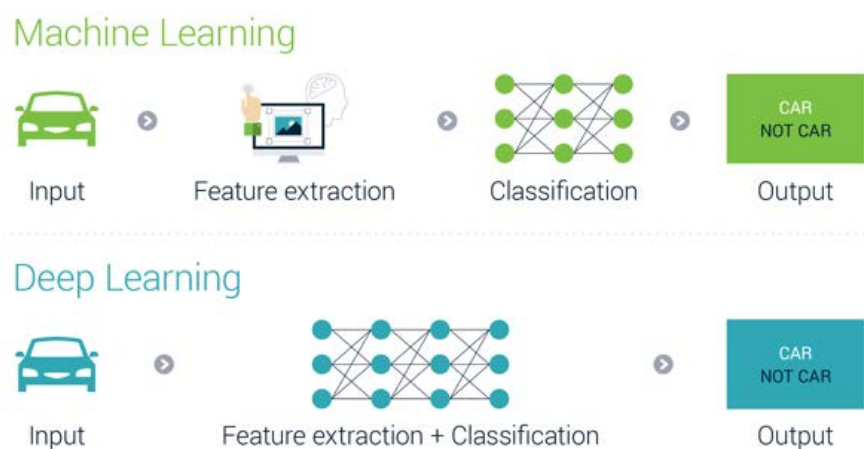 Machine Learning
CAR
NOT CAR
Input
Feature extraction
Classification
Output
Deep Learning
CAR
NOT CAR
Input
Feature extraction + Classification
Output